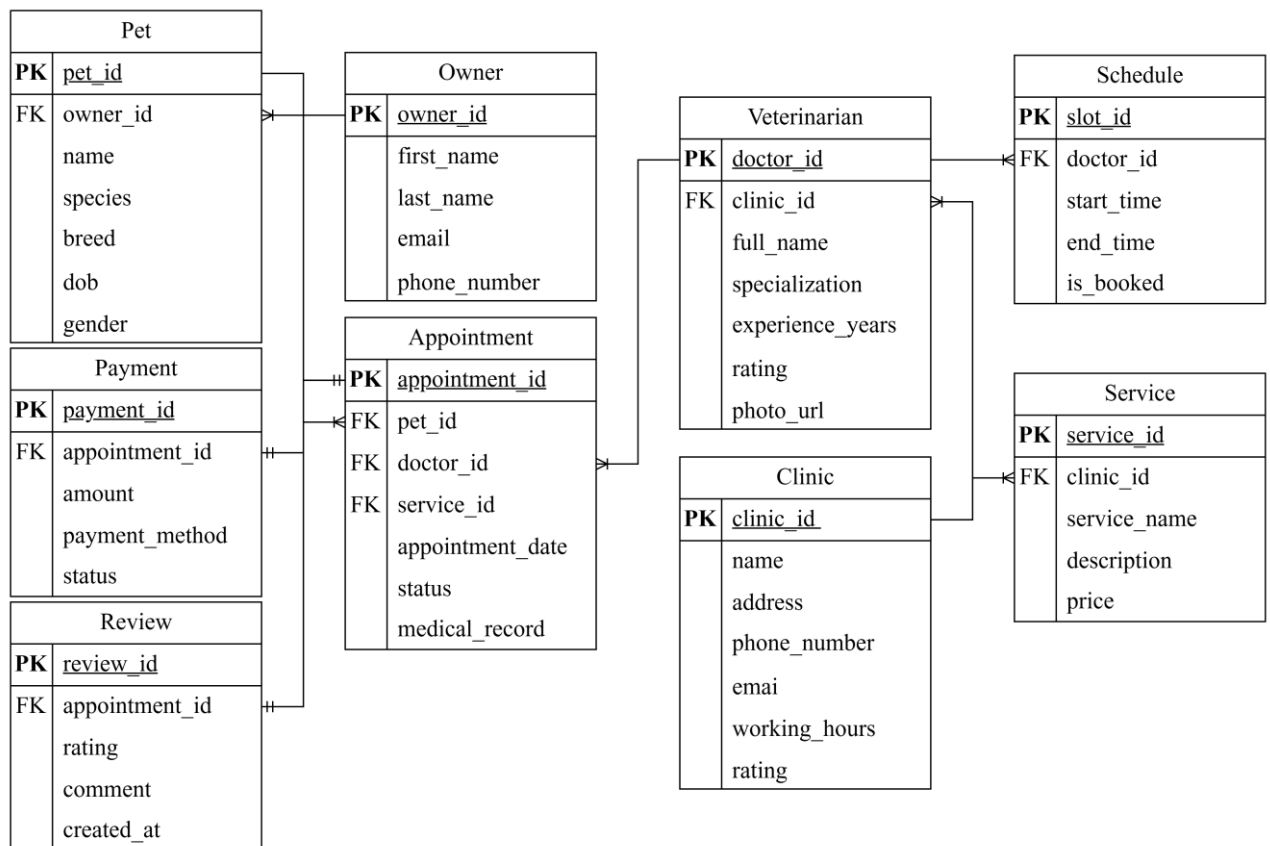 Pet
PK pet_id
FK owner_id
name
species
breed
dob
gender
Payment
PK payment_id
FK appointment_id
amount
payment_method
status
Review
PK review_id
FK appointment_id
rating
comment
created_at
Owner
PK owner_id
first_name
last_name
email
phone_number
Appointment
PK appointment_id
FK pet_id
FK doctor_id
FK service_id
appointment_date
status
medical_record
Veterinarian
PK doctor_id
FK clinic_id
full_name
specialization
experience_years
rating
photo_url
Clinic
PK clinic_id
name
address
phone_number
emai
working_hours
rating
Schedule
PK slot_id
FK doctor_id
start_time
end_time
is_booked
Service
PK service_id
FK clinic_id
service_name
description
price